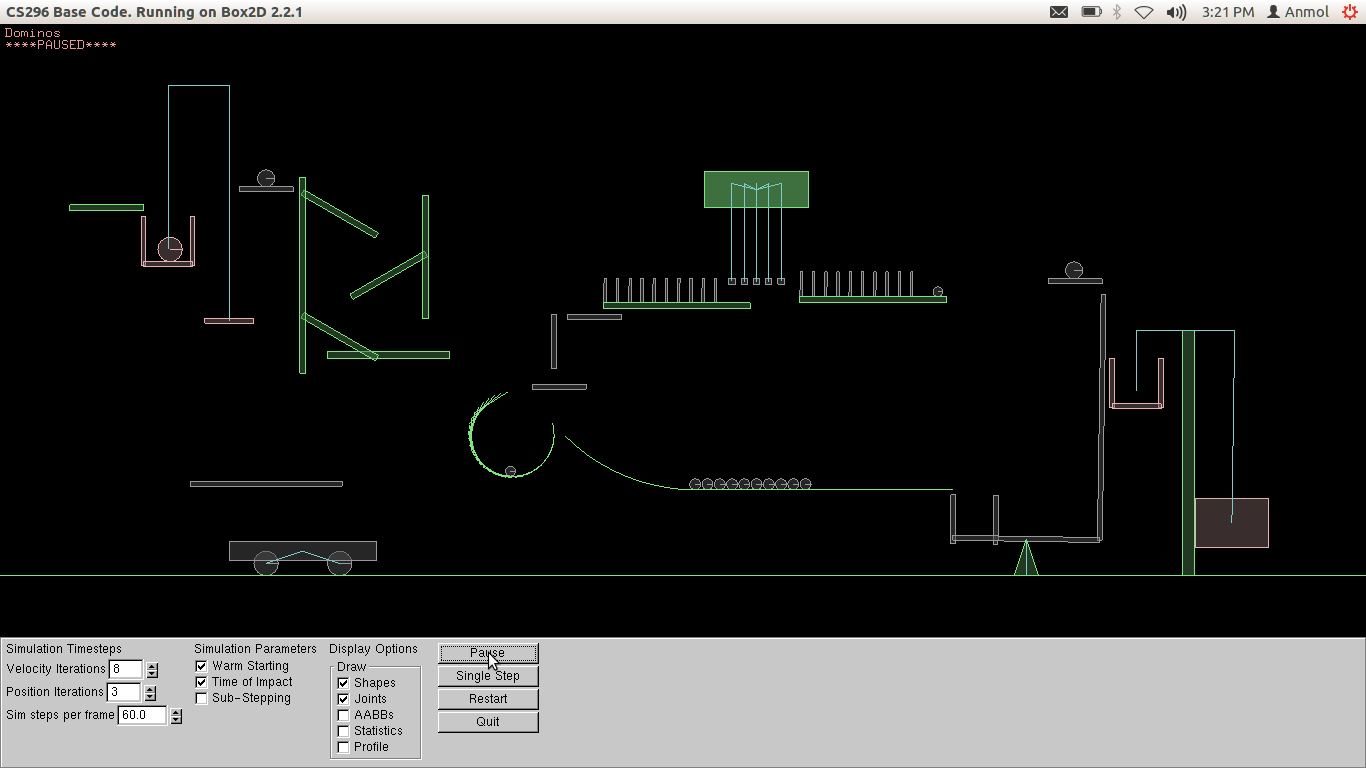 CS296 Base Code. Running on Box2D 2.2.1
3:21 PM
Anmol
Dominos
****PAUSED****
Simulation Timesteps
Velocity Iterations 8
Position Iterations 3
Sim steps per frame 60.0
Simulation Parameters
Warm Starting
Time of Impact
Sub-Stepping
Display Options
Draw
Shapes
Joints
AABBs
Statistics
Profile
Pause
Single Step
Restart
Quit